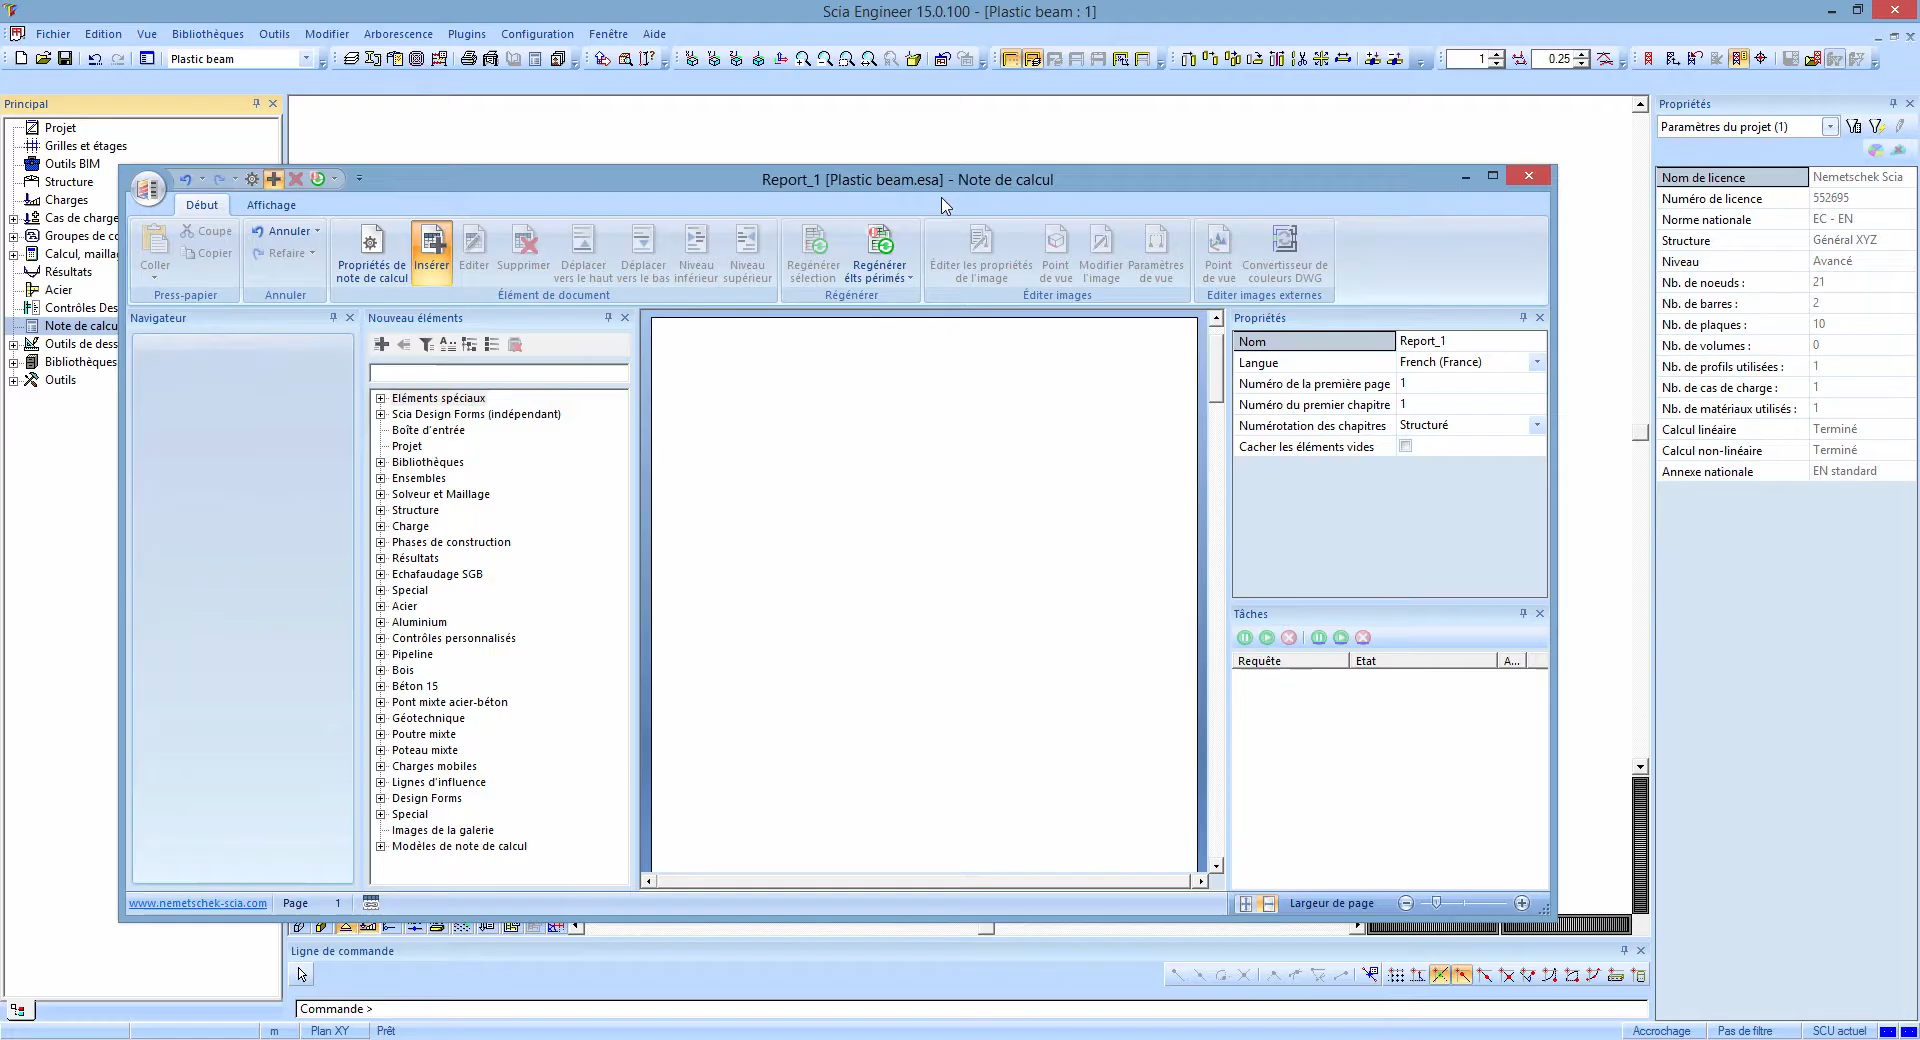 Scia Engineer 15.0.100 - [Plastic beam : 1]
Fichier Edition Vue Bibliothèques Outils Modifier Arborescence Plugins Configuration Fenêtre Aide
Plastic beam 1 0.25
Principal
Projet
Grilles et étages
Outils BIM
Structure
Charges
Cas de charge
Groupes de co
Calcul, mailla
Résultats
Acier
Contrôles Des
Note de calcu
Outils de dess
Bibliothèques
Outils
Report_1 [Plastic beam.esa] - Note de calcul
Début Affichage
Coller
Coupe
Copier
Press-papier
Annuler
Refaire
Annuler
Propriétés de note de calcul
Insérer
Editer
Supprimer
Déplacer vers le haut
Déplacer vers le bas
Niveau inférieur
Niveau supérieur
Élément de document
Regénérer sélection
Regénérer élts périmés
Régénérer
Éditer les propriétés de l'image
Point de vue
Modifier l'image
Paramètres de vue
Éditer images
Point de vue
Convertisseur de couleurs DWG
Editer images externes
Navigateur
Nouveau éléments
Eléments spéciaux
Scia Design Forms (indépendant)
Boîte d'entrée
Projet
Bibliothèques
Ensembles
Solveur et Maillage
Structure
Charge
Phases de construction
Résultats
Echafaudage SGB
Special
Acier
Aluminium
Contrôles personnalisés
Pipeline
Bois
Béton 15
Pont mixte acier-béton
Géotechnique
Poutre mixte
Poteau mixte
Charges mobiles
Lignes d'influence
Design Forms
Special
Images de la galerie
Modèles de note de calcul
Propriétés
Nom Report_1
Langue French (France)
Numéro de la première page 1
Numéro du premier chapitre 1
Numérotation des chapitres Structuré
Cacher les éléments vides
Tâches
Requête Etat A...
www.nemetschek-scia.com Page 1 Largeur de page
Propriétés
Paramètres du projet (1)
Nom de licence Nemetschek Scia
Numéro de licence 552695
Norme nationale EC - EN
Structure Général XYZ
Niveau Avancé
Nb. de noeuds : 21
Nb. de barres : 2
Nb. de plaques : 10
Nb. de volumes : 0
Nb. de profils utilisées : 1
Nb. de cas de charge : 1
Nb. de matériaux utilisés : 1
Calcul linéaire Terminé
Calcul non-linéaire Terminé
Annexe nationale EN standard
Ligne de commande
Commande >
m Plan XY Prêt Accrochage Pas de filtre SCU actuel